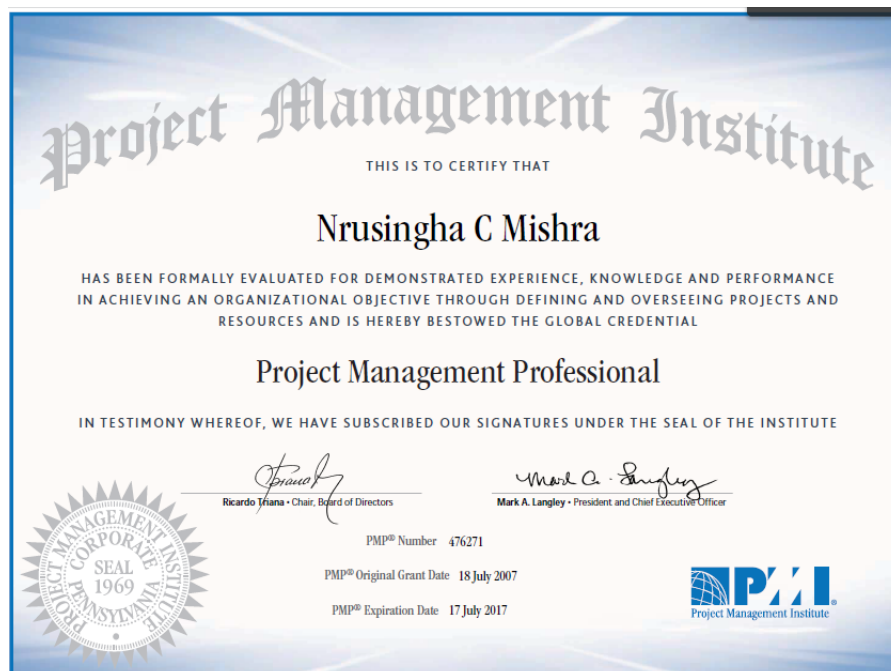 Project Management Institute
THIS IS TO CERTIFY THAT
Nrusingha C Mishra
HAS BEEN FORMALLY EVALUATED FOR DEMONSTRATED EXPERIENCE, KNOWLEDGE AND PERFORMANCE
IN ACHIEVING AN ORGANIZATIONAL OBJECTIVE THROUGH DEFINING AND OVERSEEING PROJECTS AND
RESOURCES AND IS HEREBY BESTOWED THE GLOBAL CREDENTIAL
Project Management Professional
IN TESTIMONY WHEREOF, WE HAVE SUBSCRIBED OUR SIGNATURES UNDER THE SEAL OF THE INSTITUTE
Mark A. Langley
Ricardo Triana • Chair, Board of Directors
Mark A. Langley • President and Chief Executive Officer
PROJECT MANAGEMENT INSTITUTE
CORPORATE
SEAL
1969
PENNSYLVANIA
PMP® Number 476271
PMP® Original Grant Date 18 July 2007
PMP® Expiration Date 17 July 2017
PMI®
Project Management Institute